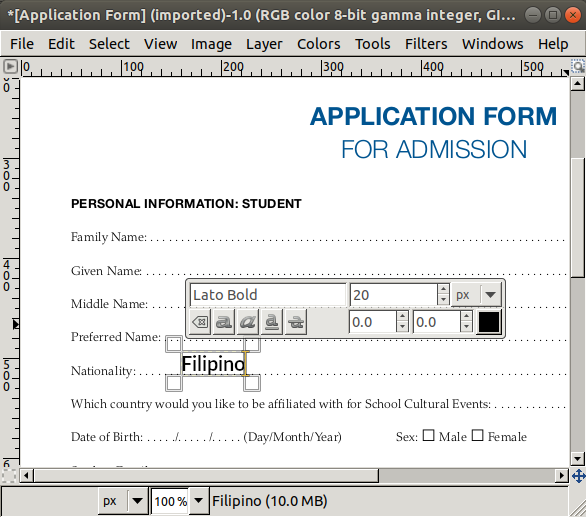 *[Application Form] (imported)-1.0 (RGB color 8-bit gamma integer, GI...
File Edit Select View Image Layer Colors Tools Filters Windows Help
0 100 200 300 400 500
APPLICATION FORM
FOR ADMISSION
300
PERSONAL INFORMATION: STUDENT
Family Name: . . . . . . . . . . . . . . . . . . . . . . . . . . . . . . . . . . . . . . . . . . . . . . . . . . . . . . . . . . . .
400
Given Name: . . . . . . . . . . . . . . . . . . . . . . . . . . . . . . . . . . . . . . . . . . . . . . . . . . . . . . . . . . . .
Lato Bold 20 px
Middle Name: . . .
a a a a 0.0 0.0
Preferred Name: . . .
500
Nationality: . . . . . . Filipino . . . . . . . . . . . . . . . . . . . . . . . . . . . . . . . . . . . . . . . . . . . . . . . .
Which country would you like to be affiliated with for School Cultural Events: . . . . . . . . . . . .
Date of Birth: . . . . ./. . . . . /. . . . . (Day/Month/Year) Sex: ☐ Male ☐ Female
px 100 % Filipino (10.0 MB)